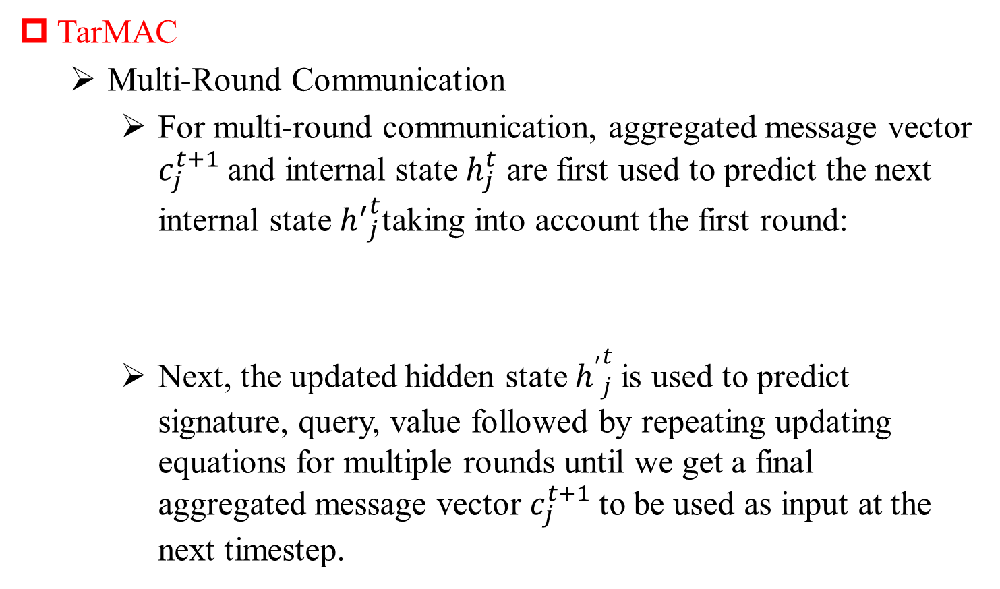 TarMAC
➢ Multi-Round Communication
➢ For multi-round communication, aggregated message vector
$c_j^{t+1}$ and internal state $h_j^t$ are first used to predict the next
internal state $h'^t_j$ taking into account the first round:
➢ Next, the updated hidden state $h'^t_j$ is used to predict
signature, query, value followed by repeating updating
equations for multiple rounds until we get a final
aggregated message vector $c_j^{t+1}$ to be used as input at the
next timestep.